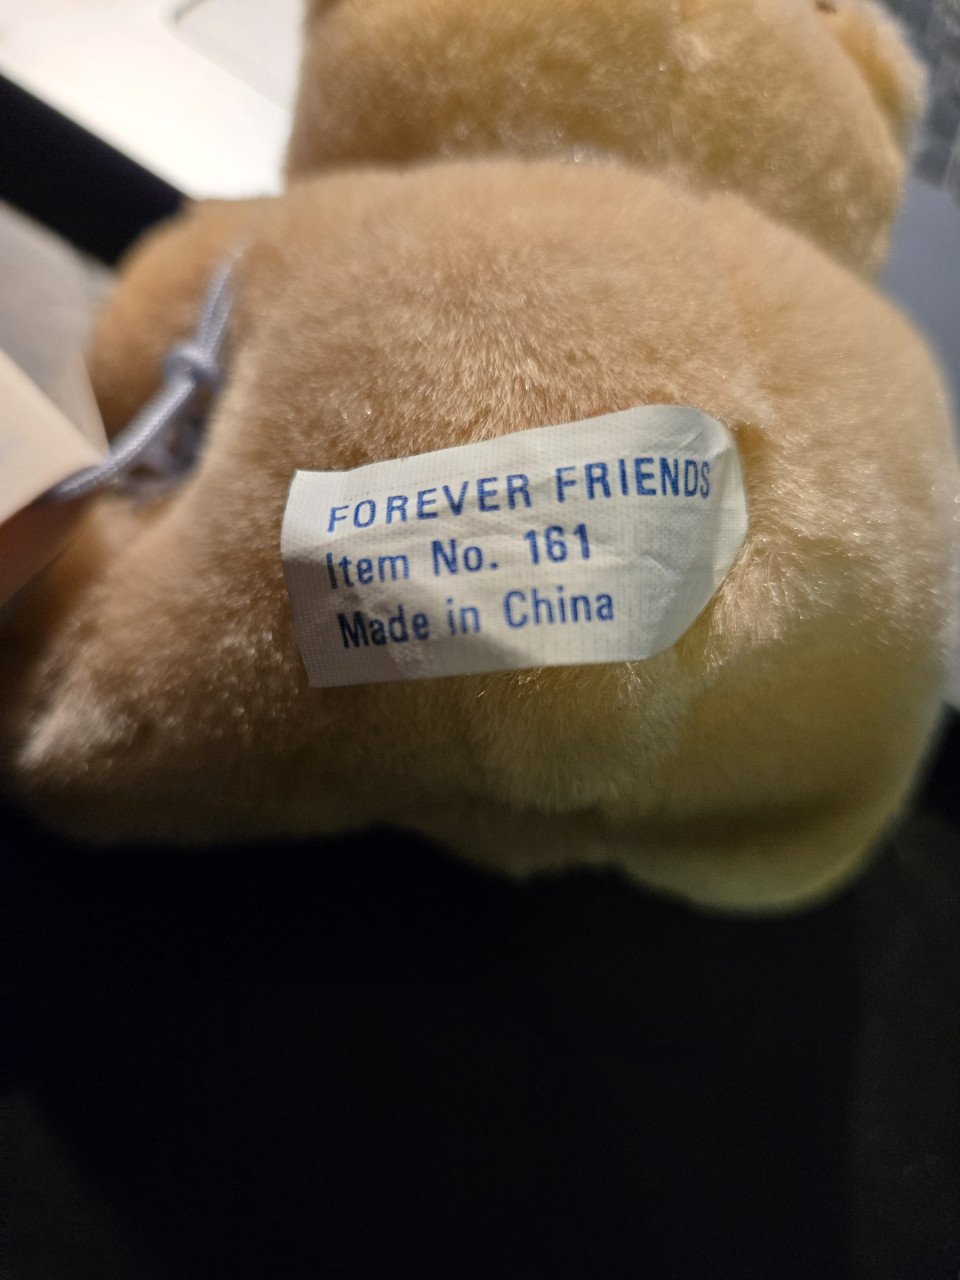 FOREVER FRIENDS
Item No. 161
Made in China